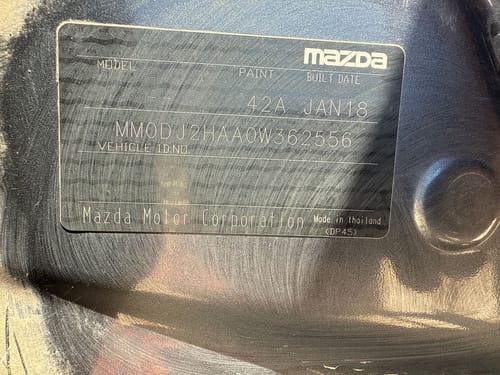 mazda
MODEL PAINT BUILT DATE
42A JAN18
MM0DJ2HAA0W362556
VEHICLE ID NO.
Mazda Motor Corporation Made in Thailand
(DP45)